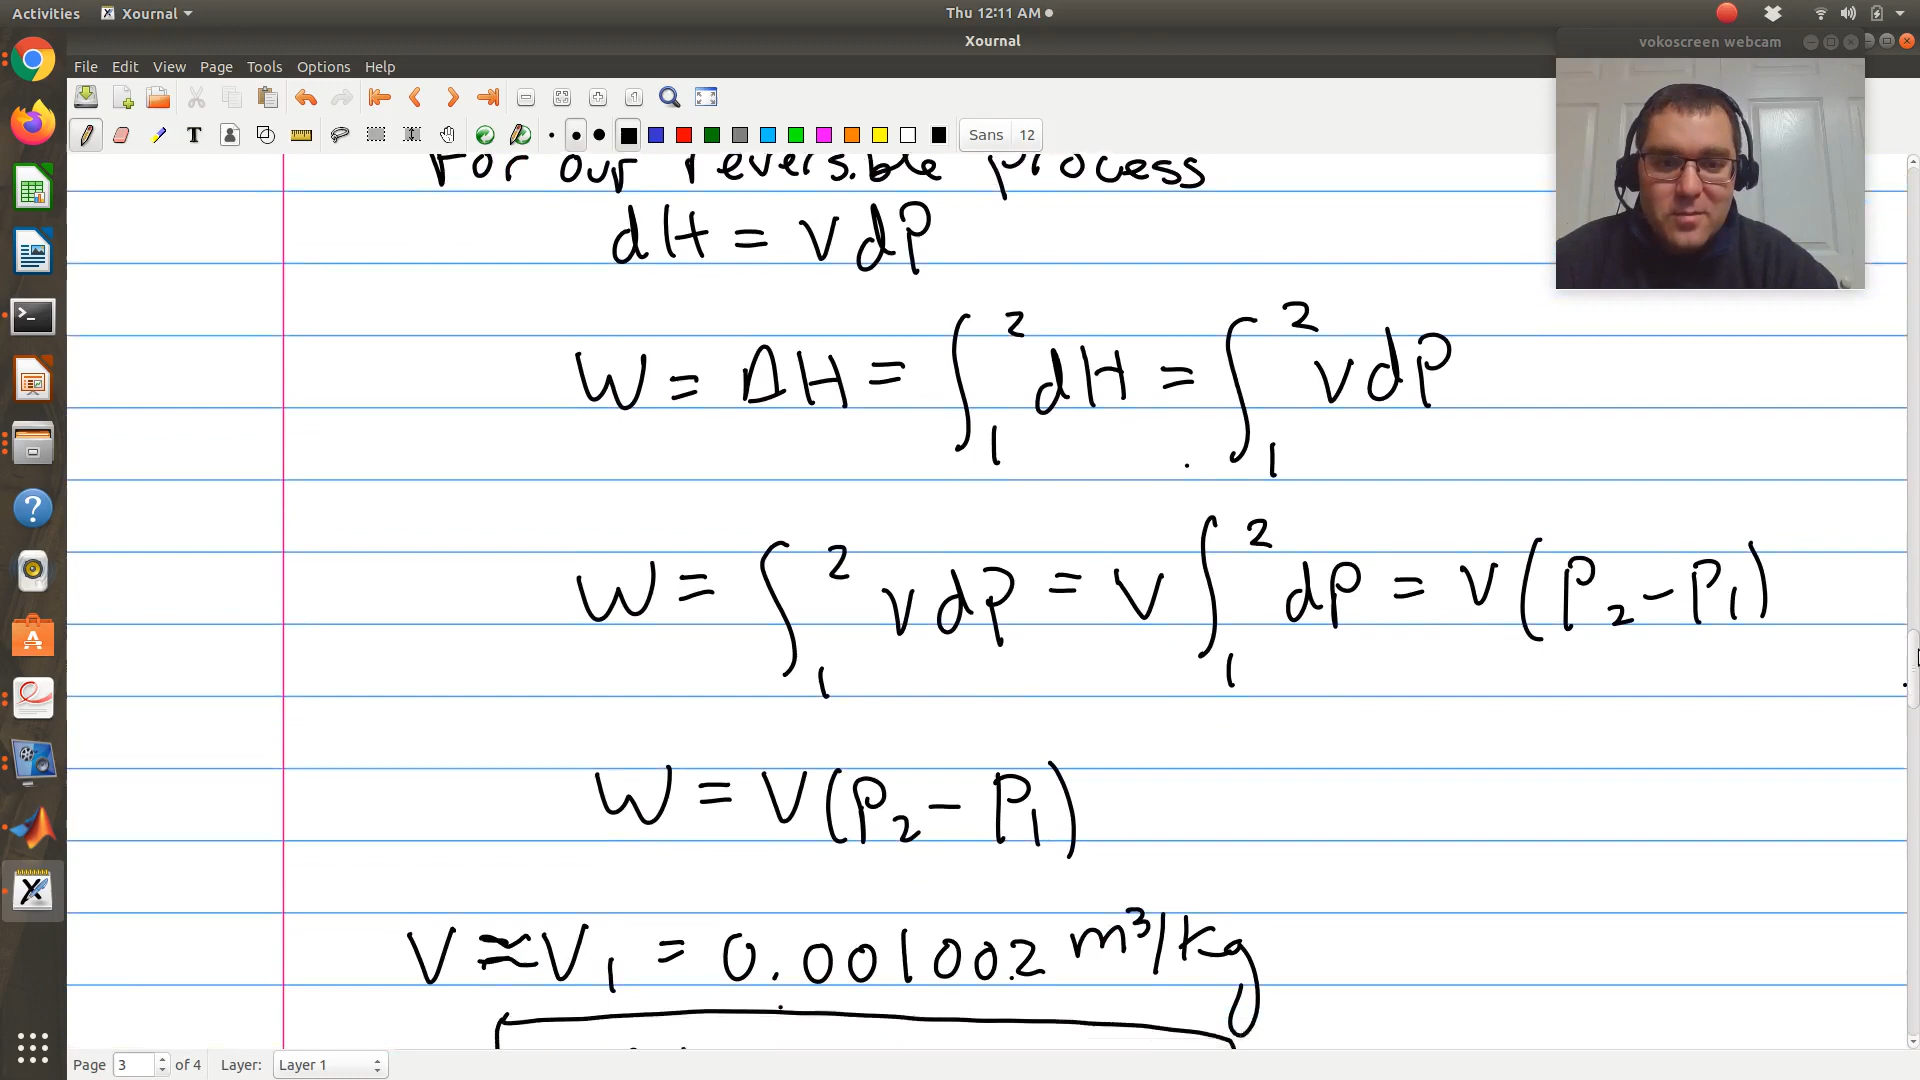 Activities Xournal Thu 12:11 AM
Xournal
vokoscreen webcam
File Edit View Page Tools Options Help
Sans 12
For our reversible process
dH = VdP
W = ΔH = ∫₁² dH = ∫₁² VdP
W = ∫₁² VdP = V ∫₁² dP = V(P₂ - P₁)
W = V(P₂ - P₁)
V ≈ V₁ = 0.001002 m³/kg
Page 3 of 4 Layer: Layer 1